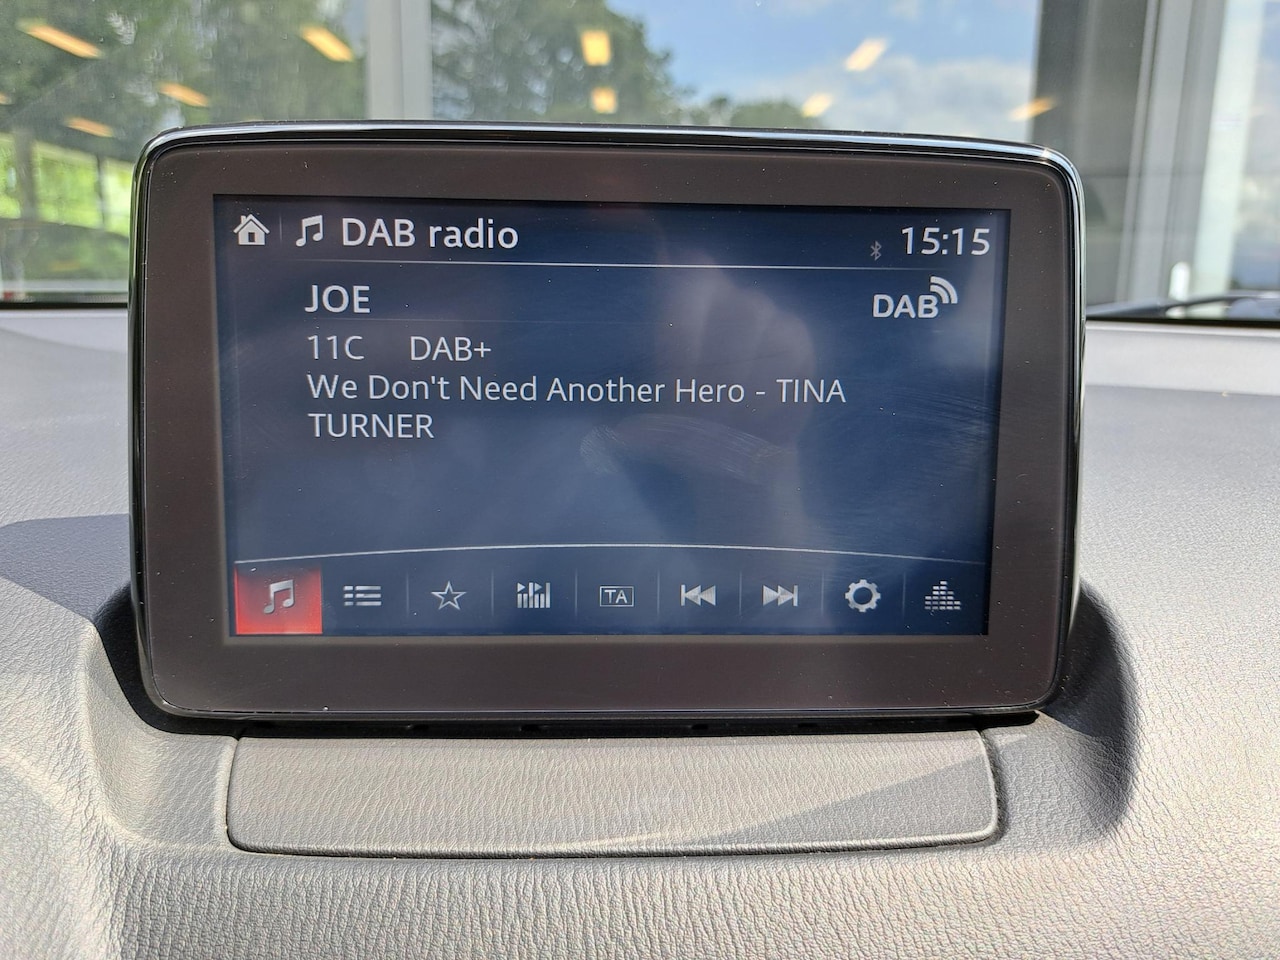 DAB radio
15:15
JOE
DAB
11C DAB+
We Don't Need Another Hero - TINA
TURNER
TA